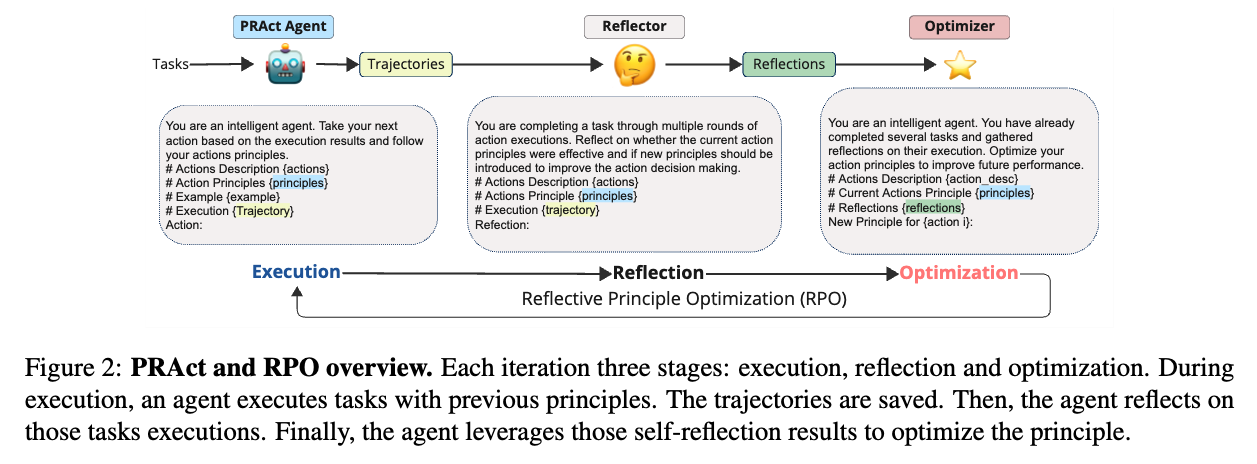 PRAct Agent
Reflector
Optimizer
Tasks
Trajectories
Reflections
You are an intelligent agent. Take your next
action based on the execution results and follow
your actions principles.
# Actions Description {actions}
# Action Principles {principles}
# Example {example}
# Execution {Trajectory}
Action:
You are completing a task through multiple rounds of
action executions. Reflect on whether the current action
principles were effective and if new principles should be
introduced to improve the action decision making.
# Actions Description {actions}
# Actions Principle {principles}
# Execution {trajectory}
Refection:
You are an intelligent agent. You have already
completed several tasks and gathered
reflections on their execution. Optimize your
action principles to improve future performance.
# Actions Description {action_desc}
# Current Actions Principle {principles}
# Reflections {reflections}
New Principle for {action i}:
Execution
Reflection
Optimization
Reflective Principle Optimization (RPO)
Figure 2: PRAct and RPO overview. Each iteration three stages: execution, reflection and optimization. During
execution, an agent executes tasks with previous principles. The trajectories are saved. Then, the agent reflects on
those tasks executions. Finally, the agent leverages those self-reflection results to optimize the principle.